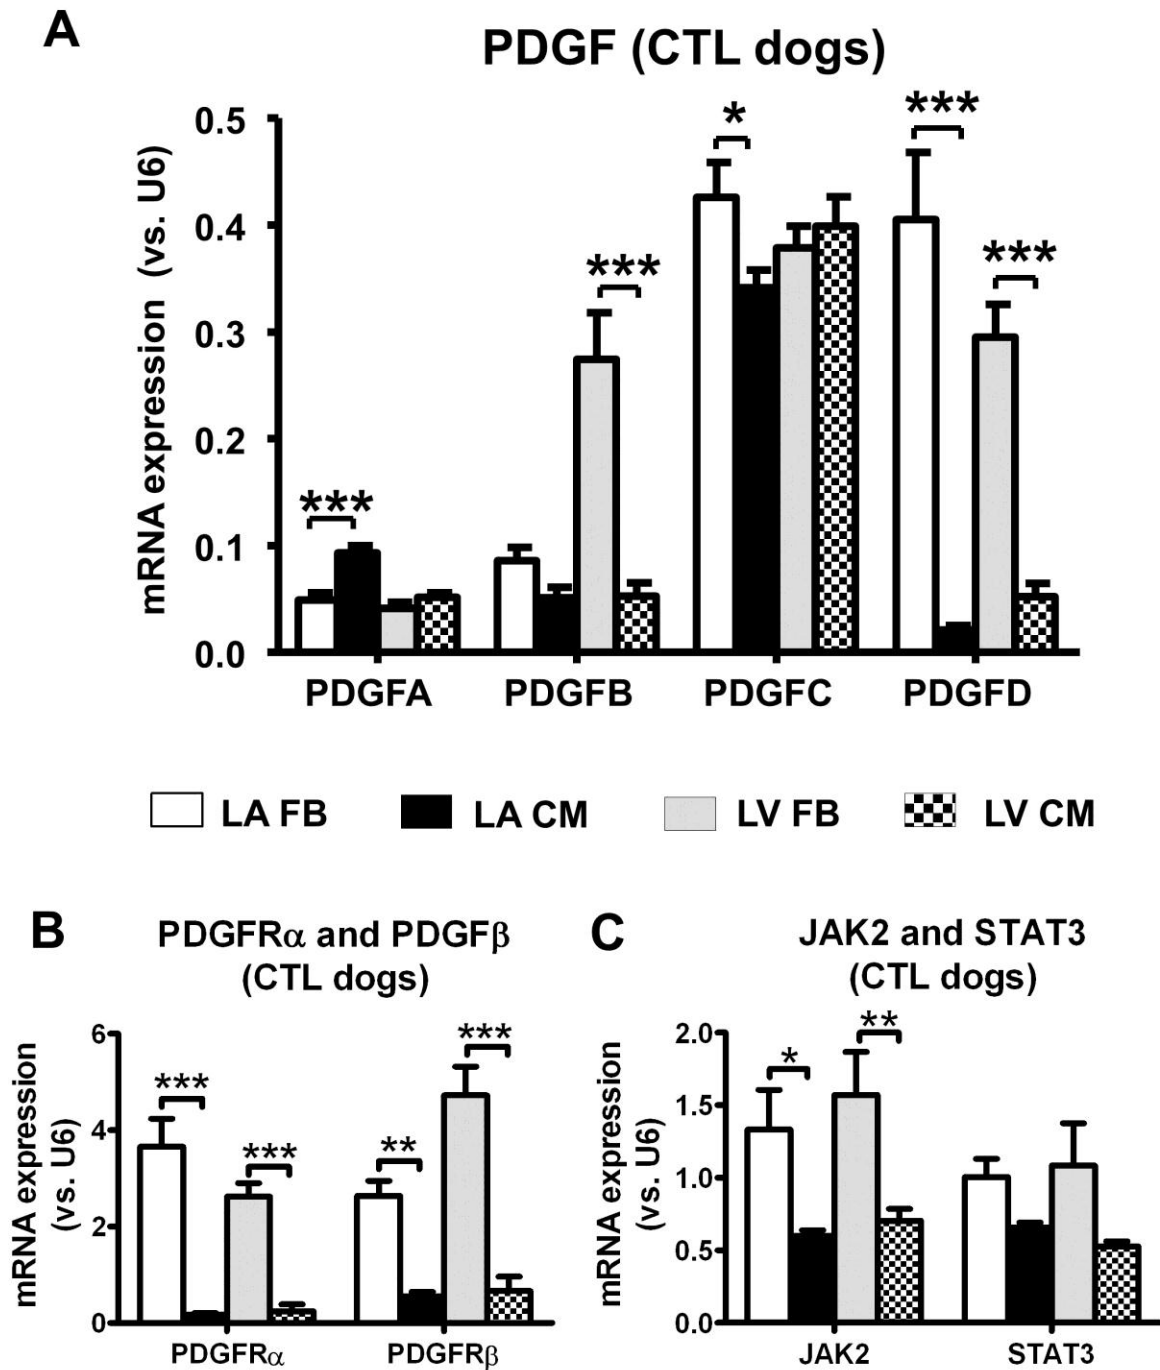 A
PDGF (CTL dogs)
mRNA expression (vs. U6)
0.5
0.4
0.3
0.2
0.1
0.0
***
***
*
***
***
PDGFA PDGFB PDGFC PDGFD
LA FB LA CM LV FB LV CM
B
PDGFRα and PDGFβ
(CTL dogs)
mRNA expression
(vs. U6)
6
4
2
0
***
***
**
***
PDGFRα PDGFRβ
C
JAK2 and STAT3
(CTL dogs)
mRNA expression
(vs. U6)
2.0
1.5
1.0
0.5
0.0
*
**
JAK2 STAT3